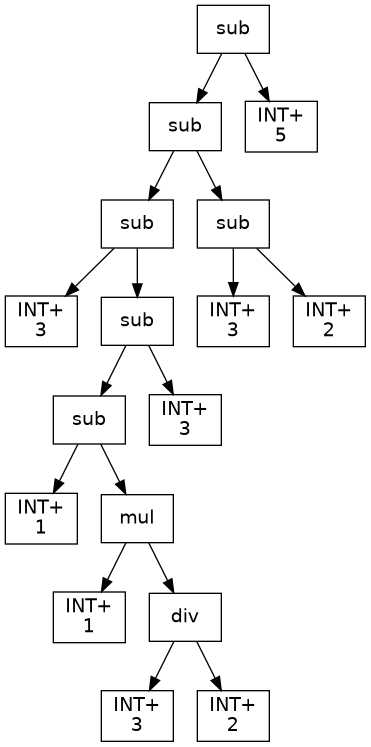 sub
sub
INT+
5
sub
sub
INT+
3
sub
INT+
3
INT+
2
sub
INT+
3
INT+
1
mul
INT+
1
div
INT+
3
INT+
2